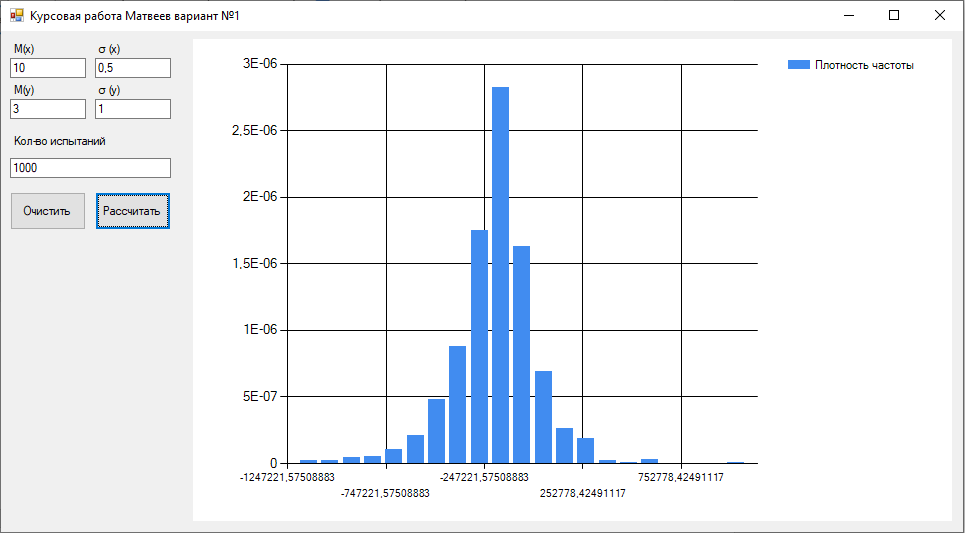 Курсовая работа Матвеев вариант №1
M(x) σ (x)
10 0,5
M(y) σ (y)
3 1
Кол-во испытаний
1000
Очистить Рассчитать
3E-06
2,5E-06
2E-06
1,5E-06
1E-06
5E-07
0
-1247221,57508883 -247221,57508883 752778,42491117
-747221,57508883 252778,42491117
Плотность частоты